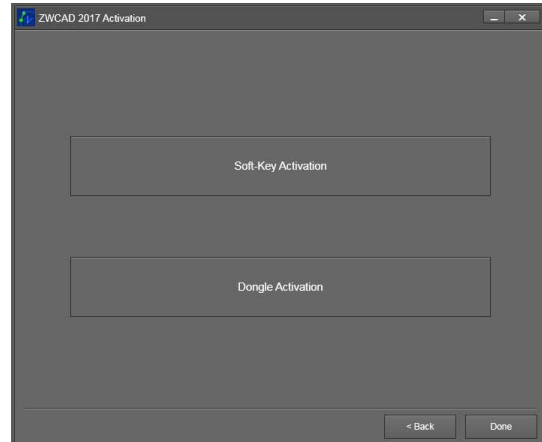 ZWCAD 2017 Activation
Soft-Key Activation
Dongle Activation
< Back
Done